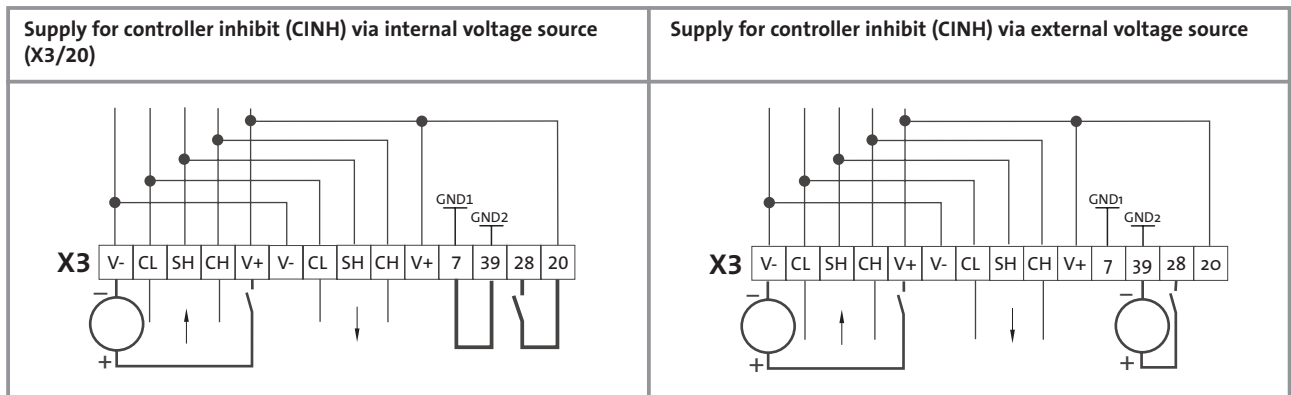 Supply for controller inhibit (CINH) via internal voltage source
(X3/20)
Supply for controller inhibit (CINH) via external voltage source
GND1
GND2
X3 V- CL SH CH V+ V- CL SH CH V+ 7 39 28 20
−
+
GND1
GND2
X3 V- CL SH CH V+ V- CL SH CH V+ 7 39 28 20
− −
+ +